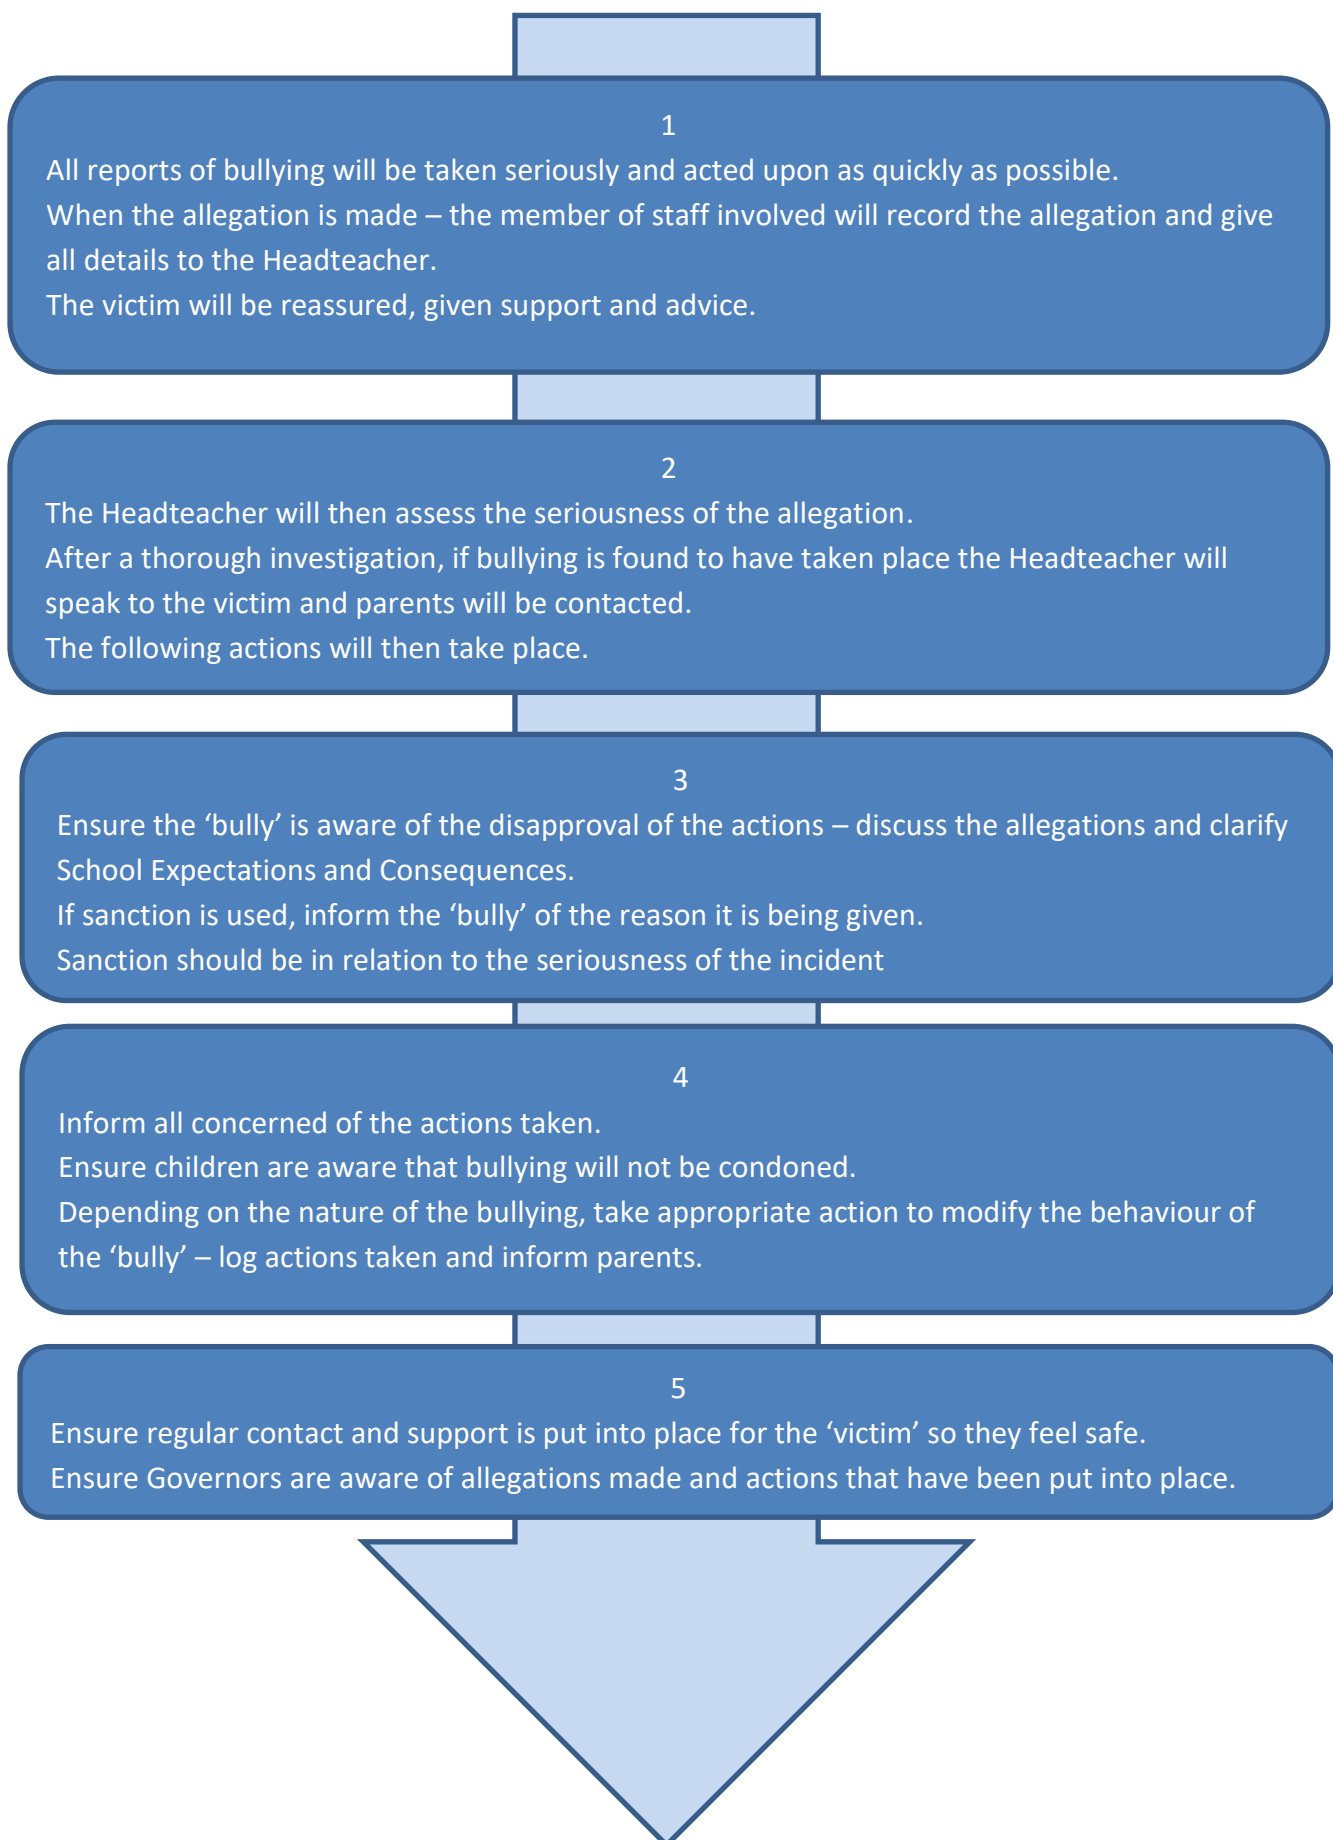 1
All reports of bullying will be taken seriously and acted upon as quickly as possible.
When the allegation is made – the member of staff involved will record the allegation and give
all details to the Headteacher.
The victim will be reassured, given support and advice.
2
The Headteacher will then assess the seriousness of the allegation.
After a thorough investigation, if bullying is found to have taken place the Headteacher will
speak to the victim and parents will be contacted.
The following actions will then take place.
3
Ensure the ‘bully’ is aware of the disapproval of the actions – discuss the allegations and clarify
School Expectations and Consequences.
If sanction is used, inform the ‘bully’ of the reason it is being given.
Sanction should be in relation to the seriousness of the incident
4
Inform all concerned of the actions taken.
Ensure children are aware that bullying will not be condoned.
Depending on the nature of the bullying, take appropriate action to modify the behaviour of
the ‘bully’ – log actions taken and inform parents.
5
Ensure regular contact and support is put into place for the ‘victim’ so they feel safe.
Ensure Governors are aware of allegations made and actions that have been put into place.